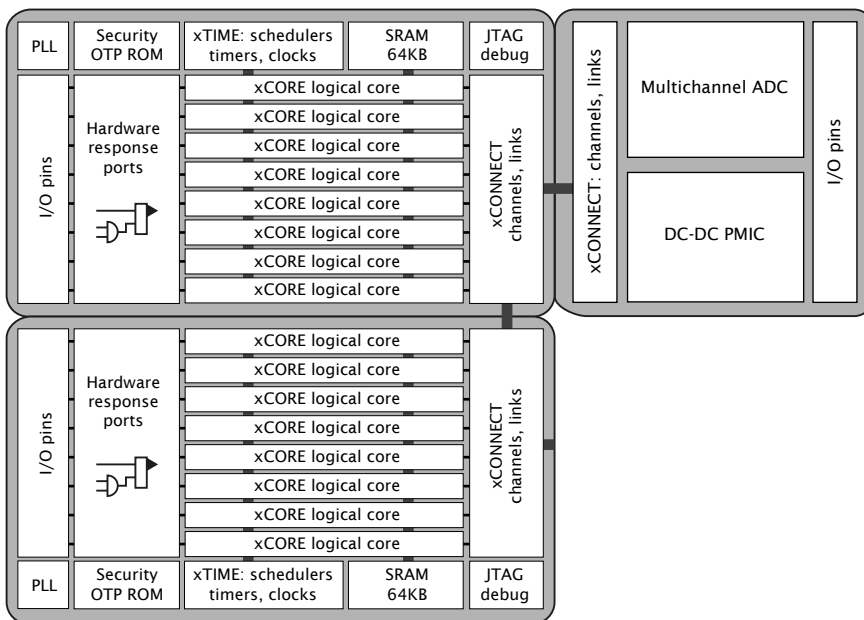 PLL
Security
OTP ROM
xTIME: schedulers
timers, clocks
SRAM
64KB
JTAG
debug
I/O pins
Hardware
response
ports
xCORE logical core
xCORE logical core
xCORE logical core
xCORE logical core
xCORE logical core
xCORE logical core
xCORE logical core
xCORE logical core
xCONNECT
channels, links
xCONNECT: channels, links
Multichannel ADC
DC-DC PMIC
I/O pins
I/O pins
Hardware
response
ports
xCORE logical core
xCORE logical core
xCORE logical core
xCORE logical core
xCORE logical core
xCORE logical core
xCORE logical core
xCORE logical core
xCONNECT
channels, links
PLL
Security
OTP ROM
xTIME: schedulers
timers, clocks
SRAM
64KB
JTAG
debug